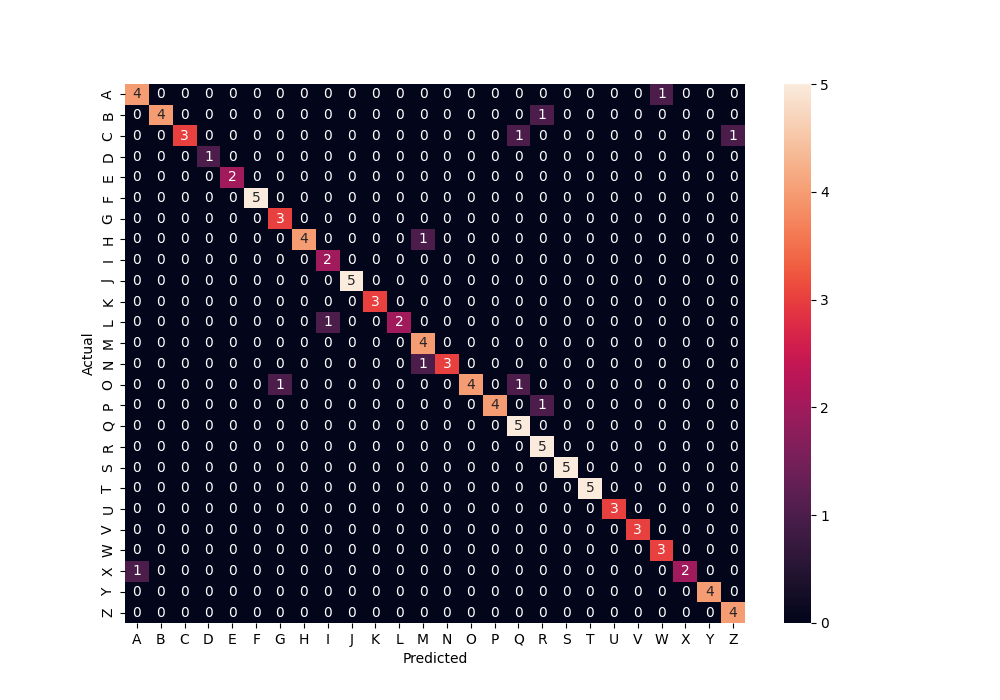 A 4 0 0 0 0 0 0 0 0 0 0 0 0 0 0 0 0 0 0 0 0 0 1 0 0 0
B 0 4 0 0 0 0 0 0 0 0 0 0 0 0 0 0 0 1 0 0 0 0 0 0 0 0
C 0 0 3 0 0 0 0 0 0 0 0 0 0 0 0 0 1 0 0 0 0 0 0 0 0 1
D 0 0 0 1 0 0 0 0 0 0 0 0 0 0 0 0 0 0 0 0 0 0 0 0 0 0
E 0 0 0 0 2 0 0 0 0 0 0 0 0 0 0 0 0 0 0 0 0 0 0 0 0 0
F 0 0 0 0 0 5 0 0 0 0 0 0 0 0 0 0 0 0 0 0 0 0 0 0 0 0
G 0 0 0 0 0 0 3 0 0 0 0 0 0 0 0 0 0 0 0 0 0 0 0 0 0 0
H 0 0 0 0 0 0 0 4 0 0 0 0 1 0 0 0 0 0 0 0 0 0 0 0 0 0
I 0 0 0 0 0 0 0 0 2 0 0 0 0 0 0 0 0 0 0 0 0 0 0 0 0 0
J 0 0 0 0 0 0 0 0 0 5 0 0 0 0 0 0 0 0 0 0 0 0 0 0 0 0
K 0 0 0 0 0 0 0 0 0 0 3 0 0 0 0 0 0 0 0 0 0 0 0 0 0 0
L 0 0 0 0 0 0 0 0 1 0 0 2 0 0 0 0 0 0 0 0 0 0 0 0 0 0
M 0 0 0 0 0 0 0 0 0 0 0 0 4 0 0 0 0 0 0 0 0 0 0 0 0 0
N 0 0 0 0 0 0 0 0 0 0 0 0 1 3 0 0 0 0 0 0 0 0 0 0 0 0
O 0 0 0 0 0 0 1 0 0 0 0 0 0 0 4 0 1 0 0 0 0 0 0 0 0 0
P 0 0 0 0 0 0 0 0 0 0 0 0 0 0 0 4 0 1 0 0 0 0 0 0 0 0
Q 0 0 0 0 0 0 0 0 0 0 0 0 0 0 0 0 5 0 0 0 0 0 0 0 0 0
R 0 0 0 0 0 0 0 0 0 0 0 0 0 0 0 0 0 5 0 0 0 0 0 0 0 0
S 0 0 0 0 0 0 0 0 0 0 0 0 0 0 0 0 0 0 5 0 0 0 0 0 0 0
T 0 0 0 0 0 0 0 0 0 0 0 0 0 0 0 0 0 0 0 5 0 0 0 0 0 0
U 0 0 0 0 0 0 0 0 0 0 0 0 0 0 0 0 0 0 0 0 3 0 0 0 0 0
V 0 0 0 0 0 0 0 0 0 0 0 0 0 0 0 0 0 0 0 0 0 3 0 0 0 0
W 0 0 0 0 0 0 0 0 0 0 0 0 0 0 0 0 0 0 0 0 0 0 3 0 0 0
X 1 0 0 0 0 0 0 0 0 0 0 0 0 0 0 0 0 0 0 0 0 0 0 2 0 0
Y 0 0 0 0 0 0 0 0 0 0 0 0 0 0 0 0 0 0 0 0 0 0 0 0 4 0
Z 0 0 0 0 0 0 0 0 0 0 0 0 0 0 0 0 0 0 0 0 0 0 0 0 0 4
A B C D E F G H I J K L M N O P Q R S T U V W X Y Z
Predicted
Actual
5
4
3
2
1
0